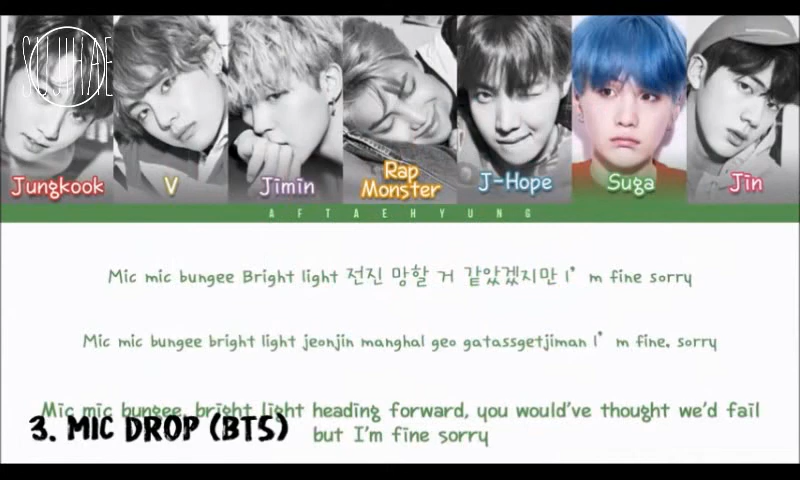 SUJUHAE
Jungkook
V
Jimin
Rap
Monster
J-Hope
Suga
Jin
AFTAEHYUNG
Mic mic bungee Bright light 전진 망할 거 같았겠지만 I'm fine sorry
Mic mic bungee bright light jeonjin manghal geo gatassgetjiman I'm fine, sorry
Mic mic bungee, bright light heading forward, you would've thought we'd fail
but I'm fine sorry
3. MIC DROP (BTS)